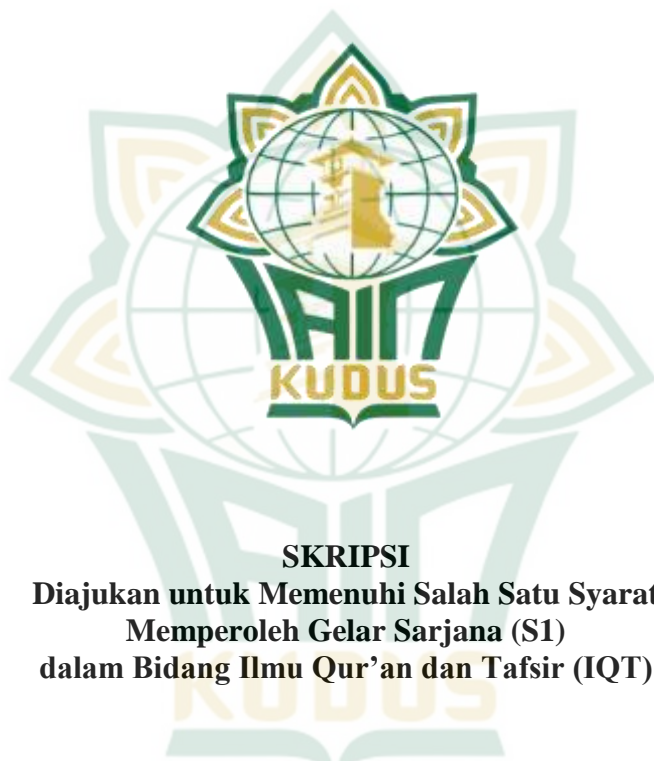 IAIN
KUDUS
SKRIPSI
Diajukan untuk Memenuhi Salah Satu Syarat
Memperoleh Gelar Sarjana (S1)
dalam Bidang Ilmu Qur’an dan Tafsir (IQT)
KUDUS